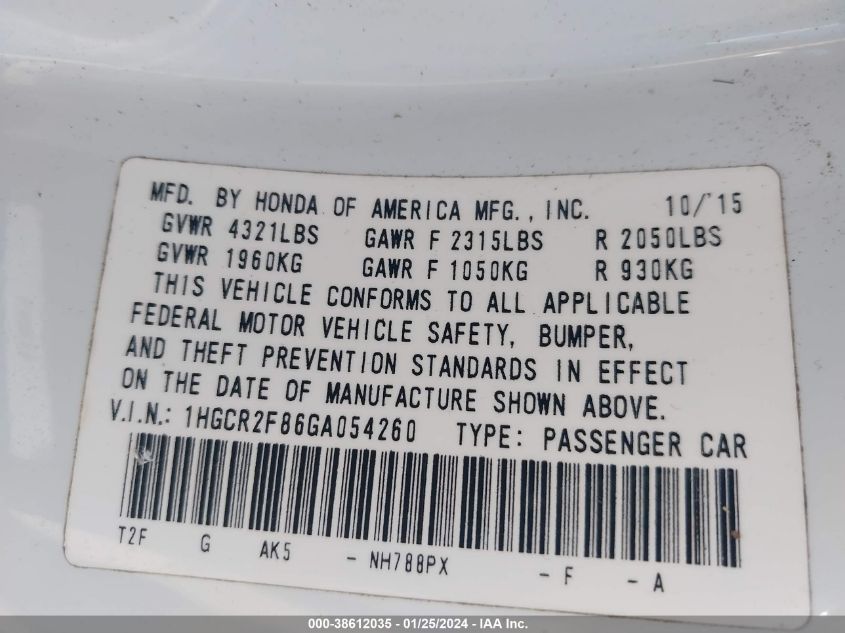 MFD. BY HONDA OF AMERICA MFG., INC. 10/15
GVWR 4321LBS GAWR F 2315LBS R 2050LBS
GVWR 1960KG GAWR F 1050KG R 930KG
THIS VEHICLE CONFORMS TO ALL APPLICABLE
FEDERAL MOTOR VEHICLE SAFETY, BUMPER,
AND THEFT PREVENTION STANDARDS IN EFFECT
ON THE DATE OF MANUFACTURE SHOWN ABOVE.
V.I.N.: 1HGCR2F86GA054260 TYPE: PASSENGER CAR
T2F G AK5 - NH788PX - F - A
000-38612035 - 01/25/2024 - IAA Inc.